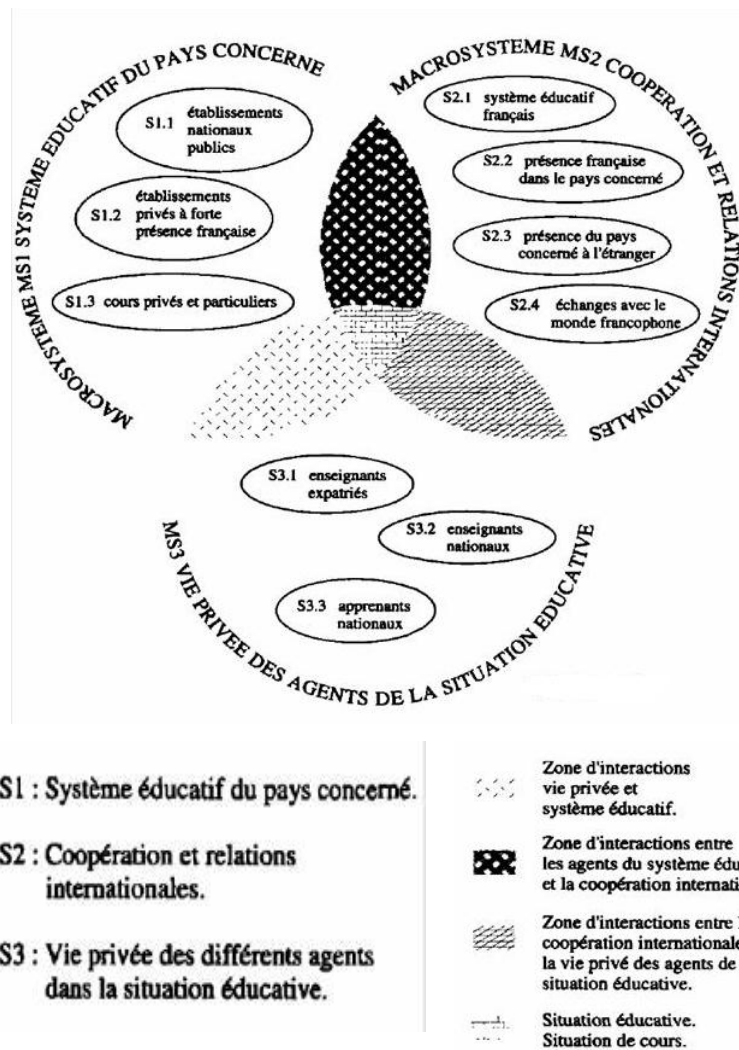 MACROSYSTEME MS1 SYSTEME EDUCATIF DU PAYS CONCERNE
S1.1 établissements
nationaux
publics
S1.2 établissements
privés à forte
présence française
S1.3 cours privés et particuliers
MACROSYSTEME MS2 COOPERATION ET RELATIONS INTERNATIONALES
S2.1 système éducatif
français
S2.2 présence française
dans le pays concerné
S2.3 présence du pays
concerné à l'étranger
S2.4 échanges avec le
monde francophone
S3.1 enseignants
expatriés
S3.2 enseignants
nationaux
S3.3 apprenants
nationaux
MS3 VIE PRIVEE DES AGENTS DE LA SITUATION EDUCATIVE
S1 : Système éducatif du pays concerné.
S2 : Coopération et relations
internationales.
S3 : Vie privée des différents agents
dans la situation éducative.
Zone d'interactions
vie privée et
système éducatif.
Zone d'interactions entre
les agents du système
et la coopération
Zone d'interactions entre
coopération internationale
la vie privé des agents de
situation éducative.
Situation éducative.
Situation de cours.